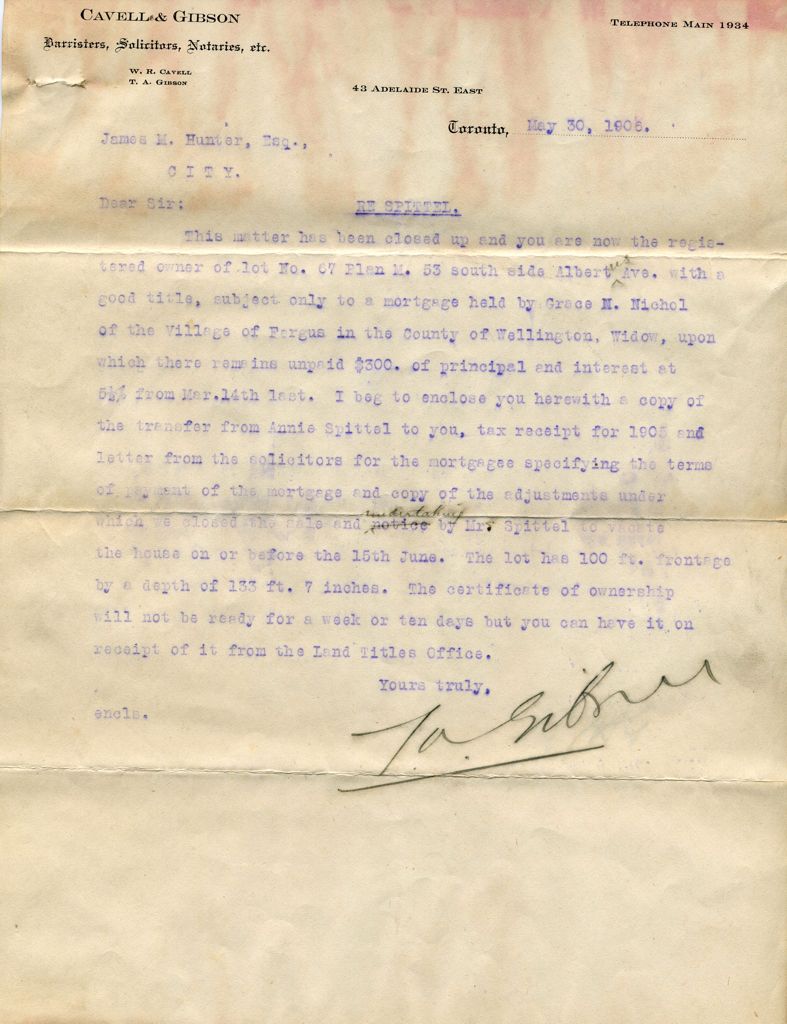 CAVELL & GIBSON
TELEPHONE MAIN 1934
Barristers, Solicitors, Notaries, etc.
W. R. CAVELL
T. A. GIBSON
43 ADELAIDE ST. EAST
Toronto, May 30, 1906.
James M. Hunter, Esq.,
CITY.
Dear Sir:
RE SPITTEL.
This matter has been closed up and you are now the regis-
tered owner of lot No. 67 Plan M. 53 south side Albertus Ave. with a
good title, subject only to a mortgage held by Grace M. Nichol
of the Village of Fergus in the County of Wellington, Widow, upon
which there remains unpaid $300. of principal and interest at
5½% from Mar.14th last. I beg to enclose you herewith a copy of
the transfer from Annie Spittel to you, tax receipt for 1905 and
letter from the solicitors for the mortgagee specifying the terms
of payment of the mortgage and copy of the adjustments under
undertaking
which we closed the sale and notice by Mr. Spittel to vacate
the house on or before the 15th June. The lot has 100 ft. frontage
by a depth of 133 ft. 7 inches. The certificate of ownership
will not be ready for a week or ten days but you can have it on
receipt of it from the Land Titles Office.
Yours truly,
encls.
T.A. Gibson